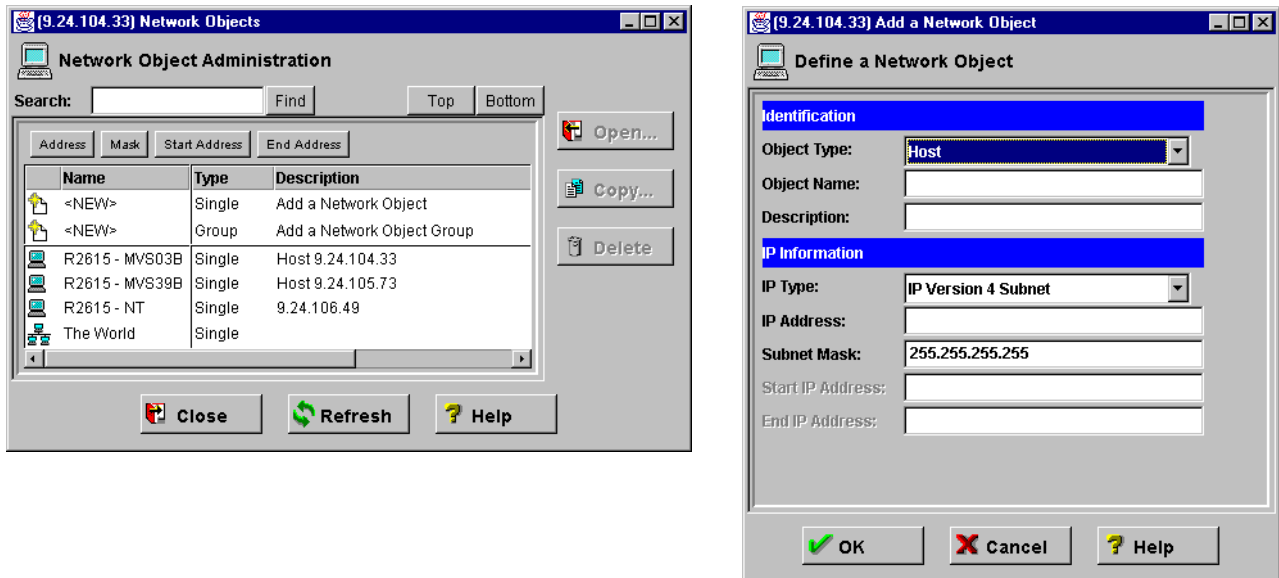 (9.24.104.33) Network Objects
Network Object Administration
Search: Find Top Bottom
Address Mask Start Address End Address
Name Type Description
<NEW> Single Add a Network Object
<NEW> Group Add a Network Object Group
R2615 - MVS03B Single Host 9.24.104.33
R2615 - MVS39B Single Host 9.24.105.73
R2615 - NT Single 9.24.106.49
The World Single
Open...
Copy...
Delete
Close Refresh Help
(9.24.104.33) Add a Network Object
Define a Network Object
Identification
Object Type: Host
Object Name:
Description:
IP Information
IP Type: IP Version 4 Subnet
IP Address:
Subnet Mask: 255.255.255.255
Start IP Address:
End IP Address:
OK Cancel Help